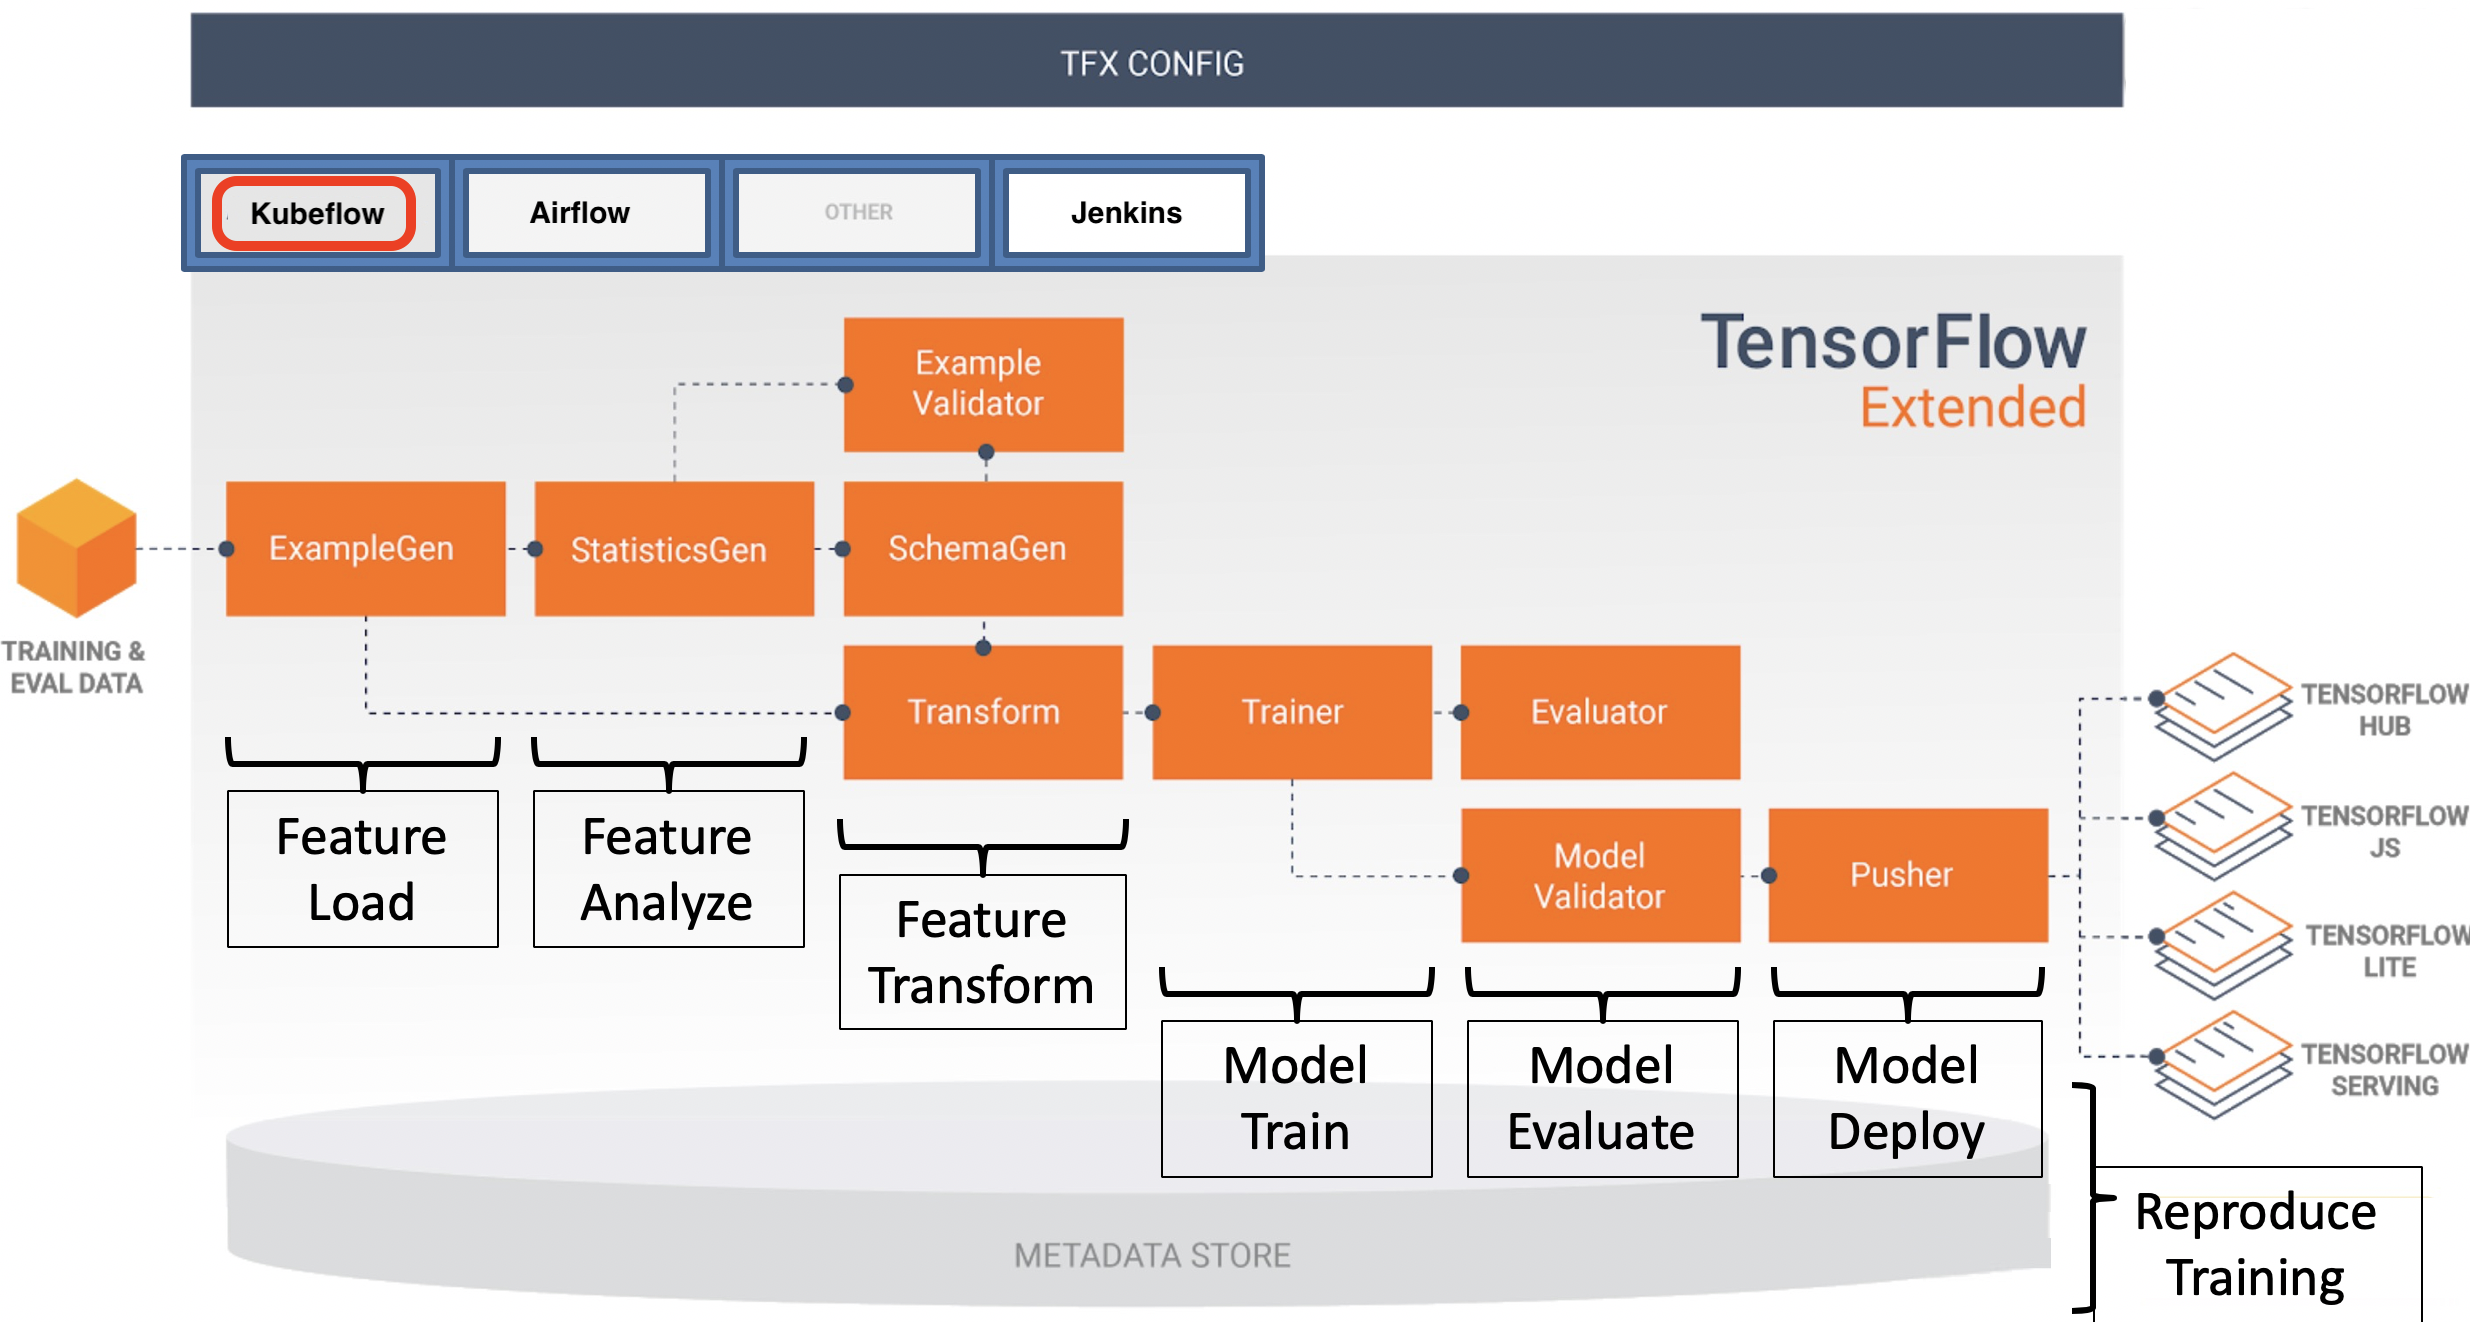 TFX CONFIG
Kubeflow
Airflow
OTHER
Jenkins
TensorFlow
Extended
Example
Validator
ExampleGen
StatisticsGen
SchemaGen
TRAINING &
EVAL DATA
Transform
Trainer
Evaluator
Model
Validator
Pusher
TENSORFLOW
HUB
TENSORFLOW
JS
TENSORFLOW
LITE
TENSORFLOW
SERVING
Feature
Load
Feature
Analyze
Feature
Transform
Model
Train
Model
Evaluate
Model
Deploy
METADATA STORE
Reproduce
Training